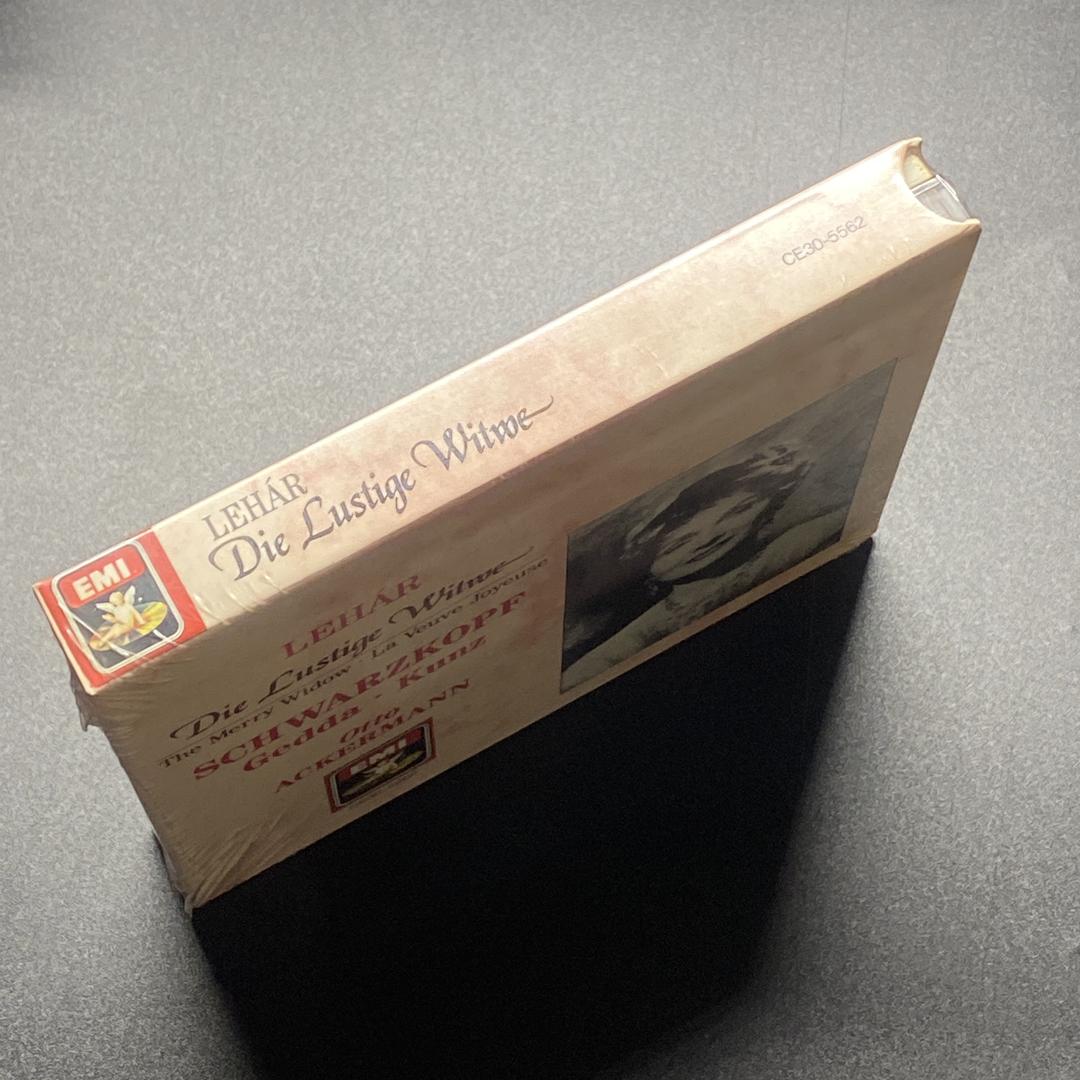 CE30-5562
LEHÁR
Die Lustige Witwe
EMI
LEHÁR
Die Lustige Witwe
The Merry Widow · La Veuve Joyeuse
SCHWARZKOPF
Gedda · Kunz
Otto
ACKERMANN
EMI